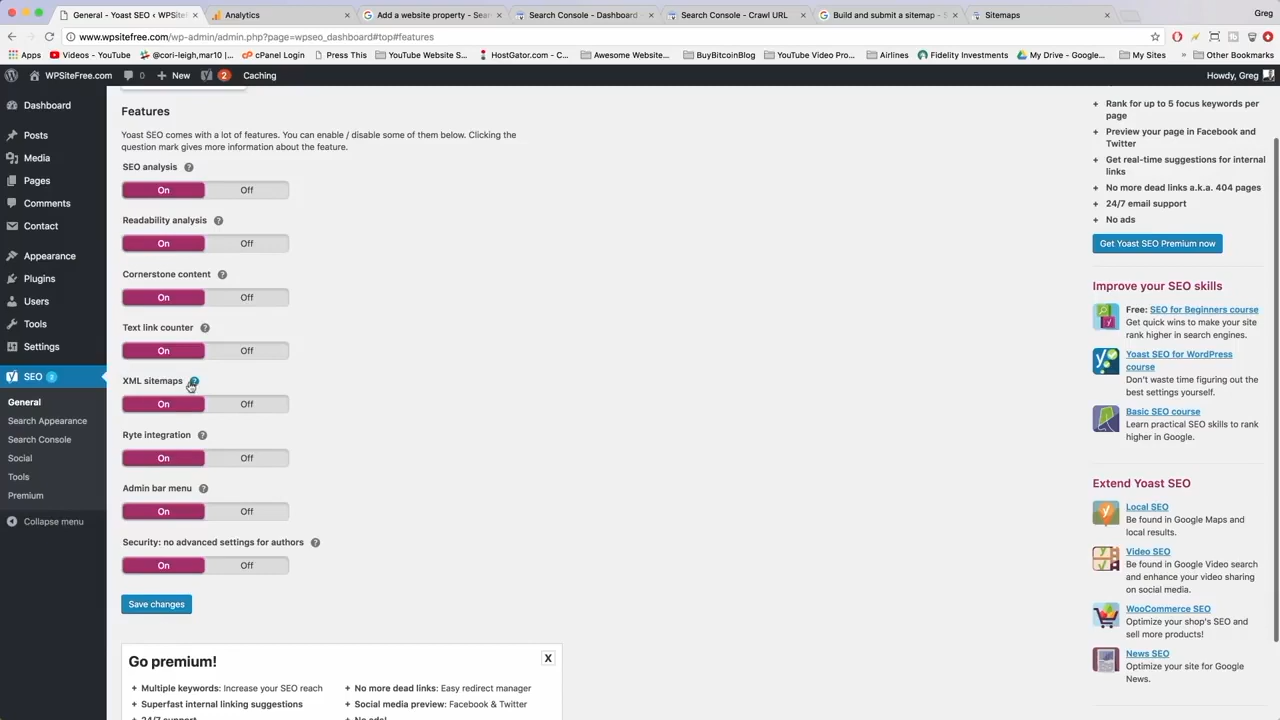 General - Yoast SEO ‹ WPSiteF
Analytics
Add a website property - Sear
Search Console - Dashboard
Search Console - Crawl URL
Build and submit a sitemap - S
Sitemaps
Greg
www.wpsitefree.com/wp-admin/admin.php?page=wpseo_dashboard#top#features
Apps
Videos - YouTube
@cori-leigh,mar10 |...
cPanel Login
Press This
YouTube Website S...
HostGator.com - C...
Awesome Website...
BuyBitcoinBlog
YouTube Video Pro...
Airlines
Fidelity Investments
My Drive - Google...
My Sites
»
Other Bookmarks
WPSiteFree.com
0
New
2
Caching
Howdy, Greg
Dashboard
Posts
Media
Pages
Comments
Contact
Appearance
Plugins
Users
Tools
Settings
SEO 2
General
Search Appearance
Search Console
Social
Tools
Premium
Collapse menu
Features
Yoast SEO comes with a lot of features. You can enable / disable some of them below. Clicking the
question mark gives more information about the feature.
SEO analysis ?
On Off
Readability analysis ?
On Off
Cornerstone content ?
On Off
Text link counter ?
On Off
XML sitemaps ?
On Off
Ryte integration ?
On Off
Admin bar menu ?
On Off
Security: no advanced settings for authors ?
On Off
Save changes
Go premium!
X
+ Multiple keywords: Increase your SEO reach
+ No more dead links: Easy redirect manager
+ Superfast internal linking suggestions
+ Social media preview: Facebook & Twitter
+ 24/7 support
+ No ads!
+ Rank for up to 5 focus keywords per
page
+ Preview your page in Facebook and
Twitter
+ Get real-time suggestions for internal
links
+ No more dead links a.k.a. 404 pages
+ 24/7 email support
+ No ads
Get Yoast SEO Premium now
Improve your SEO skills
Free: SEO for Beginners course
Get quick wins to make your site
rank higher in search engines.
Yoast SEO for WordPress
course
Don't waste time figuring out the
best settings yourself.
Basic SEO course
Learn practical SEO skills to rank
higher in Google.
Extend Yoast SEO
Local SEO
Be found in Google Maps and
local results.
Video SEO
Be found in Google Video search
and enhance your video sharing
on social media.
WooCommerce SEO
Optimize your shop's SEO and
sell more products!
News SEO
Optimize your site for Google
News.